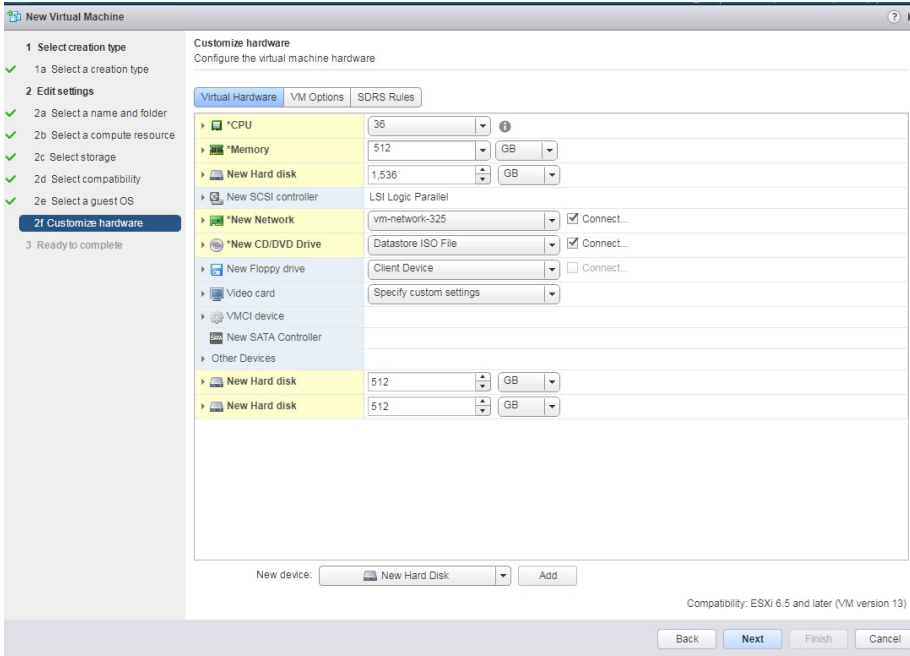 New Virtual Machine
?
1 Select creation type
1a Select a creation type
2 Edit settings
2a Select a name and folder
2b Select a compute resource
2c Select storage
2d Select compatibility
2e Select a guest OS
2f Customize hardware
3 Ready to complete
Customize hardware
Configure the virtual machine hardware
Virtual Hardware VM Options SDRS Rules
*CPU 36
*Memory 512 GB
New Hard disk 1,536 GB
New SCSI controller LSI Logic Parallel
*New Network vm-network-325 Connect...
*New CD/DVD Drive Datastore ISO File Connect...
New Floppy drive Client Device Connect...
Video card Specify custom settings
VMCI device
SATA New SATA Controller
Other Devices
New Hard disk 512 GB
New Hard disk 512 GB
New device: New Hard Disk Add
Compatibility: ESXi 6.5 and later (VM version 13)
Back Next Finish Cancel